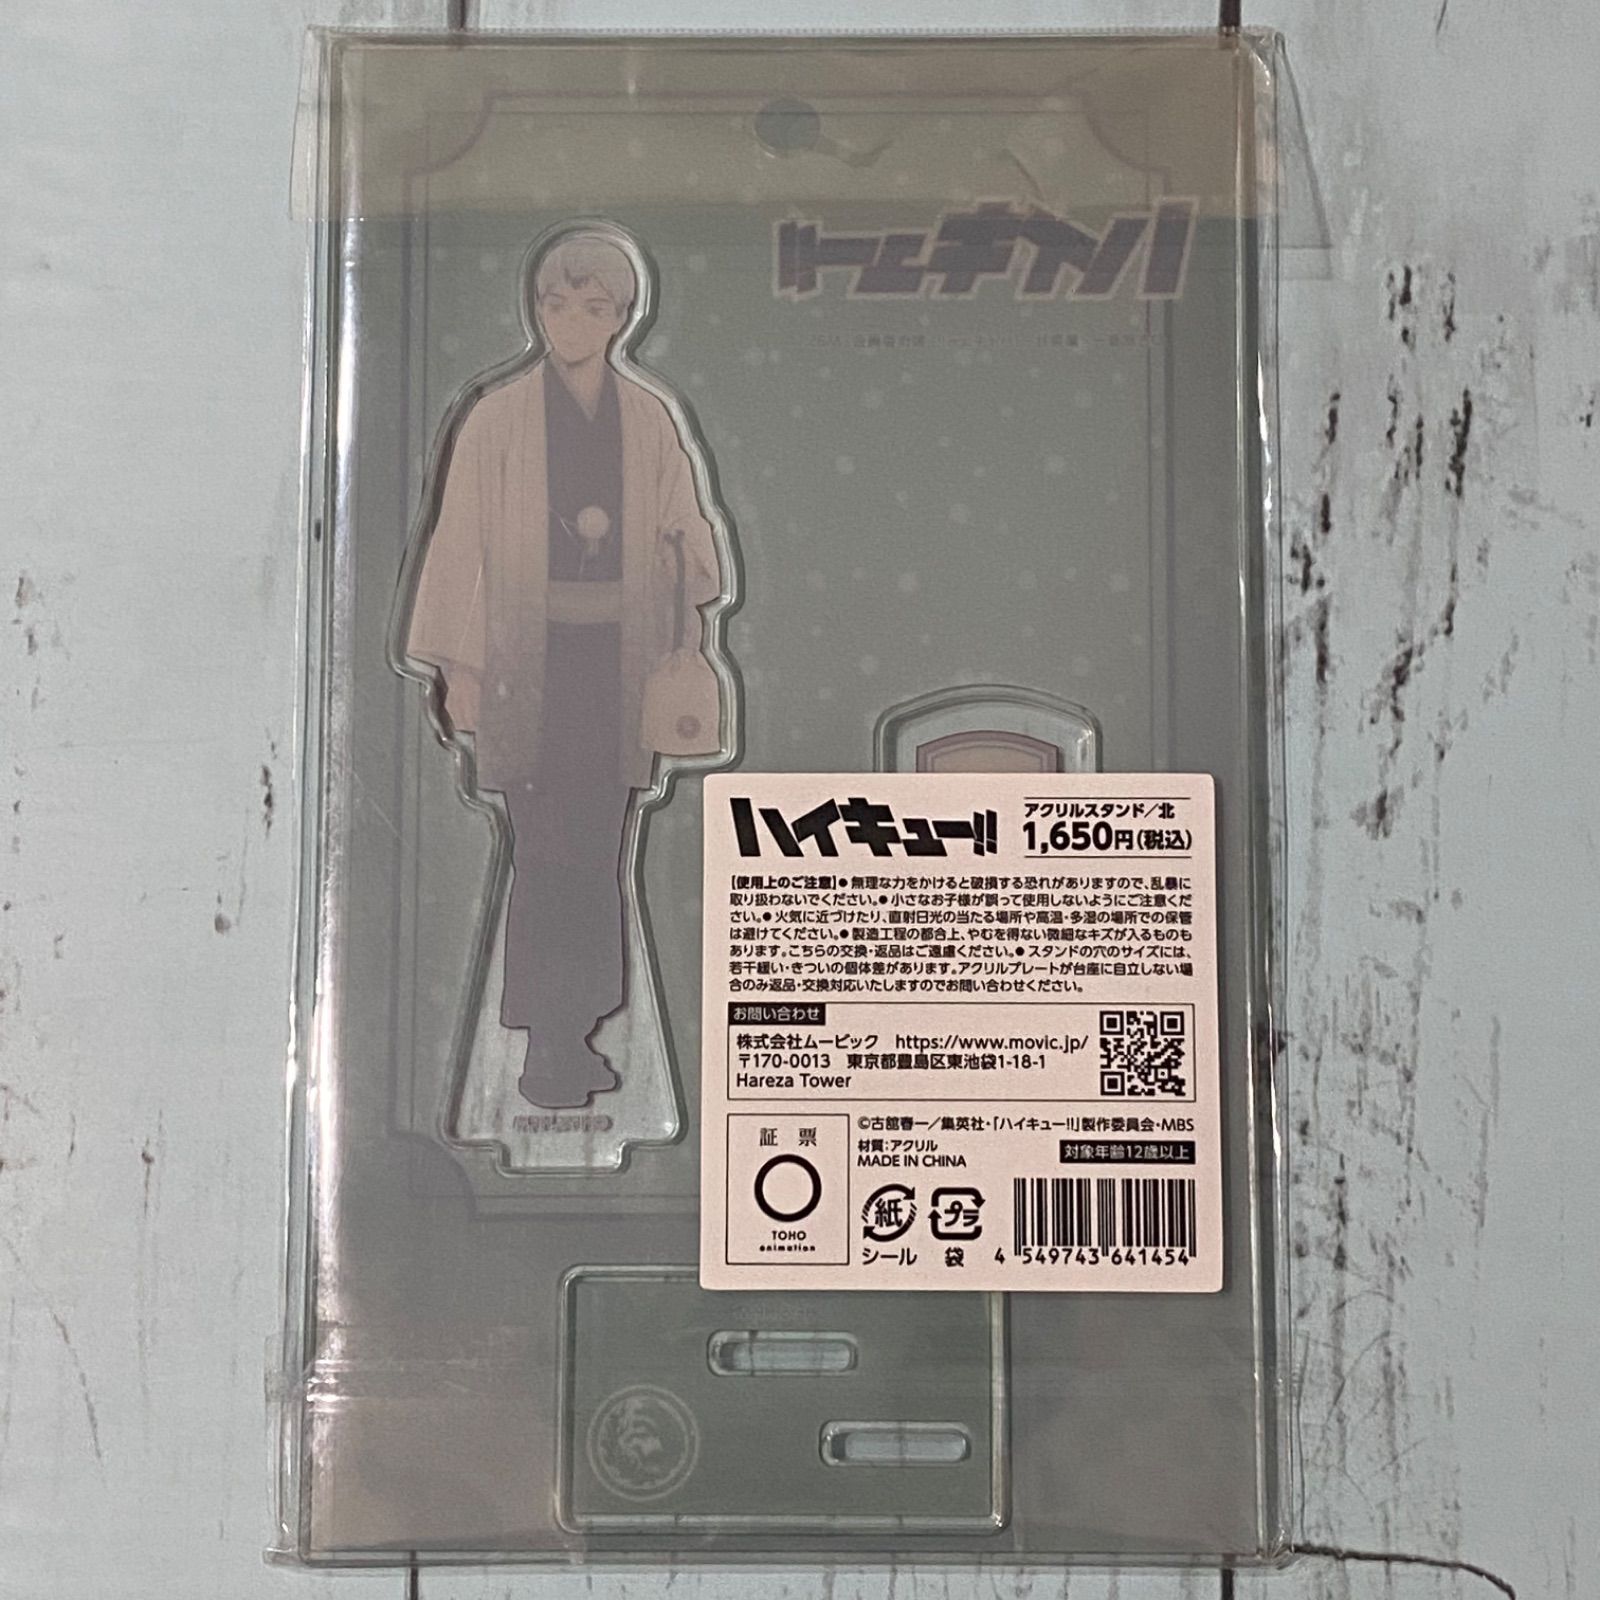 ハイキュー!!
ハイキュー!!
アクリルスタンド／北
1,650円(税込)
【使用上のご注意】●無理な力をかけると破損する恐れがありますので、乱暴に
取り扱わないでください。●小さなお子様が誤って使用しないようにご注意くだ
さい。●火気に近づけたり、直射日光の当たる場所や高温・多湿の場所での保管
は避けてください。●製造工程の都合上、やむを得ない微細なキズが入るものも
あります。こちらの交換・返品はご遠慮ください。●スタンドの穴のサイズには、
若干緩い・きついの個体差があります。アクリルプレートが台座に自立しない場
合のみ返品・交換対応いたしますのでお問い合わせください。
お問い合わせ
株式会社ムービック https://www.movic.jp/
〒170-0013 東京都豊島区東池袋1-18-1
Hareza Tower
証 票
TOHO
animation
©古舘春一／集英社・「ハイキュー!!」製作委員会・MBS
材質：アクリル
MADE IN CHINA
対象年齢12歳以上
紙
シール
プラ
袋
4 549743 641454